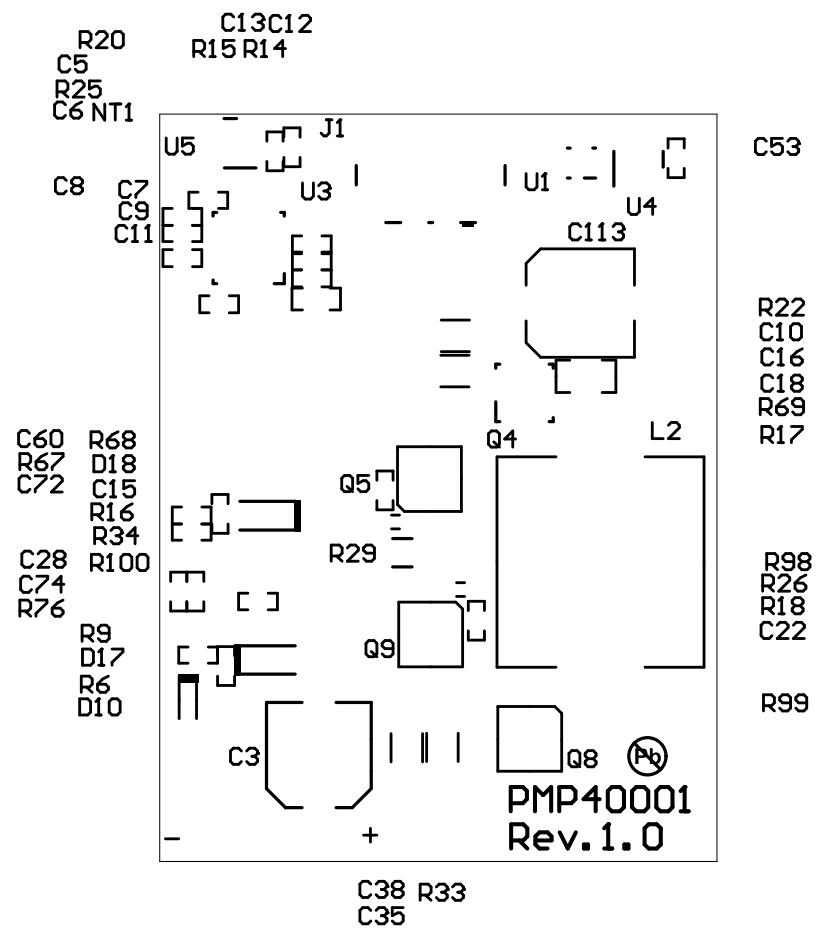 C13 C12
R20 R15 R14
C5
R25
C6 NT1
J1
U5 C53
C8 C7 U3 U1
C9 U4
C11 C113
R22
C10
C16
C18
R69
C60 R68 Q4 L2 R17
R67 D18
C72 C15 Q5
R16
R34
C28 R100 R29 R98
C74 R26
R76 R18
R9 C22
D17 Q9
R6
D10 R99
C3 Q8 Pb
PMP40001
− + Rev.1.0
C38 R33
C35